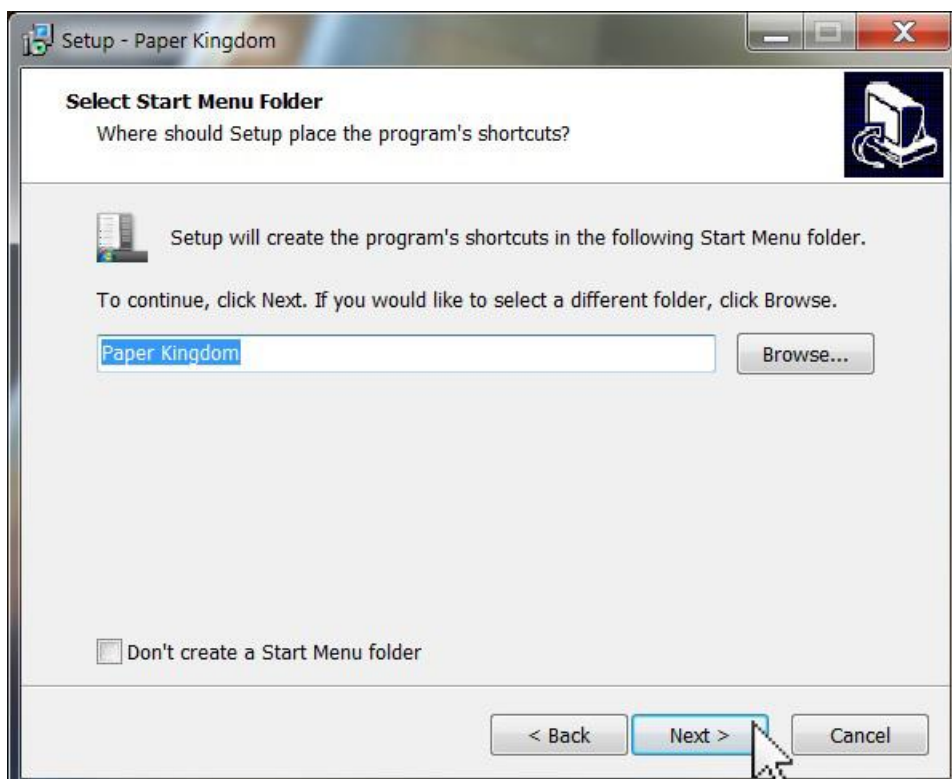 Setup - Paper Kingdom
Select Start Menu Folder
Where should Setup place the program's shortcuts?
Setup will create the program's shortcuts in the following Start Menu folder.
To continue, click Next. If you would like to select a different folder, click Browse.
Paper Kingdom
Browse...
Don't create a Start Menu folder
< Back
Next >
Cancel